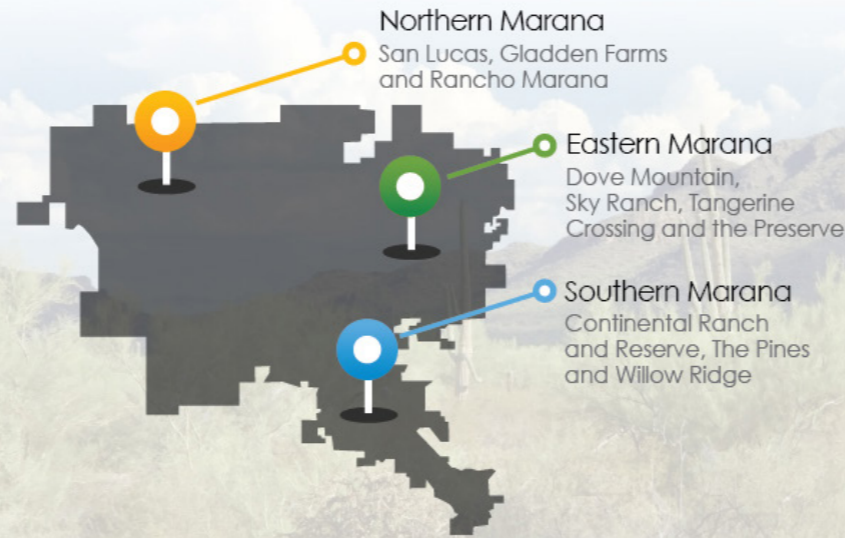 Northern Marana
San Lucas, Gladden Farms
and Rancho Marana
Eastern Marana
Dove Mountain,
Sky Ranch, Tangerine
Crossing and the Preserve
Southern Marana
Continental Ranch
and Reserve, The Pines
and Willow Ridge